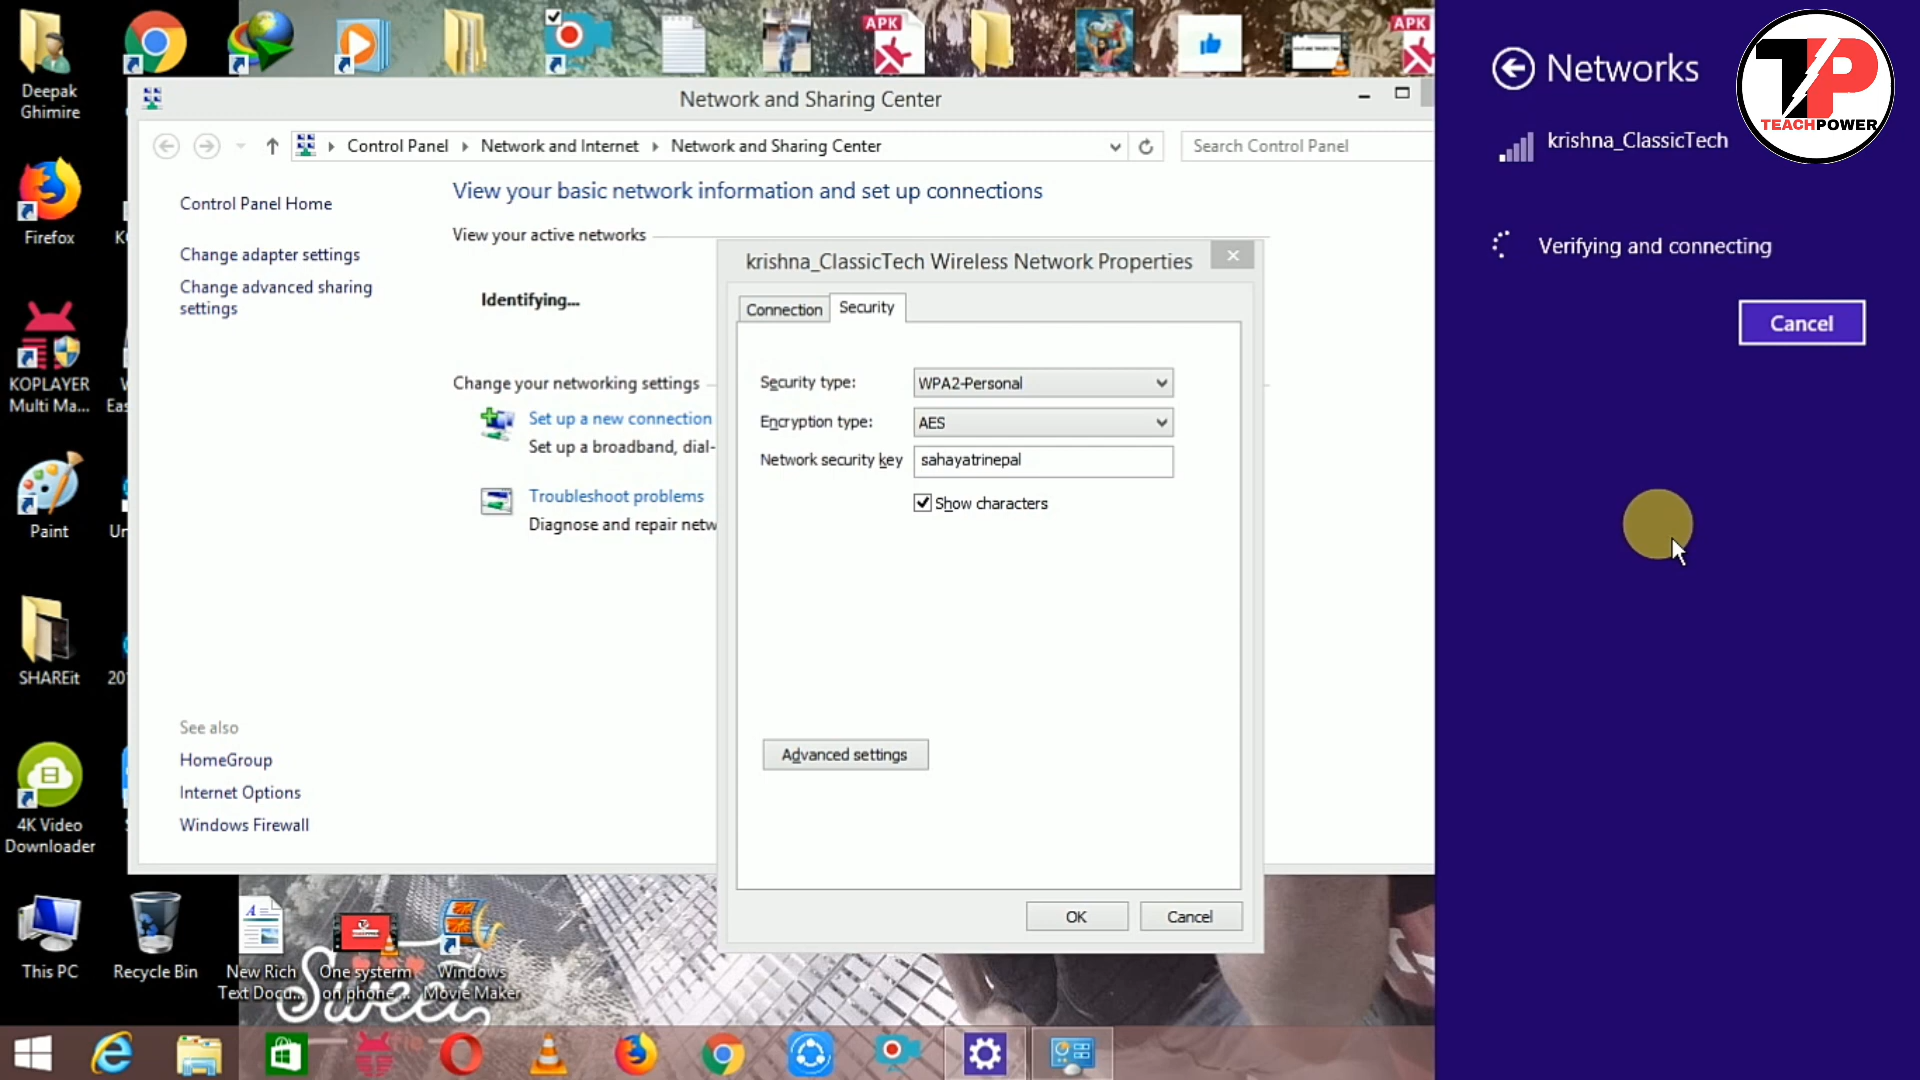 Deepak
Ghimire
Firefox
KOPLAYER
Multi Ma...
Eas
Paint
Un
SHAREit
20
4K Video
Downloader
This PC
Recycle Bin
New Rich
Text Docu...
One systerm
on phone ...
Windows
Movie Maker
Sweet
APK
APK
Network and Sharing Center
Control Panel
Network and Internet
Network and Sharing Center
Search Control Panel
Control Panel Home
Change adapter settings
Change advanced sharing
settings
See also
HomeGroup
Internet Options
Windows Firewall
View your basic network information and set up connections
View your active networks
Identifying...
Change your networking settings
Set up a new connection
Set up a broadband, dial-
Troubleshoot problems
Diagnose and repair netw
krishna_ClassicTech Wireless Network Properties
Connection
Security
Security type:
WPA2-Personal
Encryption type:
AES
Network security key
sahayatrinepal
Show characters
Advanced settings
OK
Cancel
Networks
krishna_ClassicTech
Verifying and connecting
Cancel
TP
TEACHPOWER